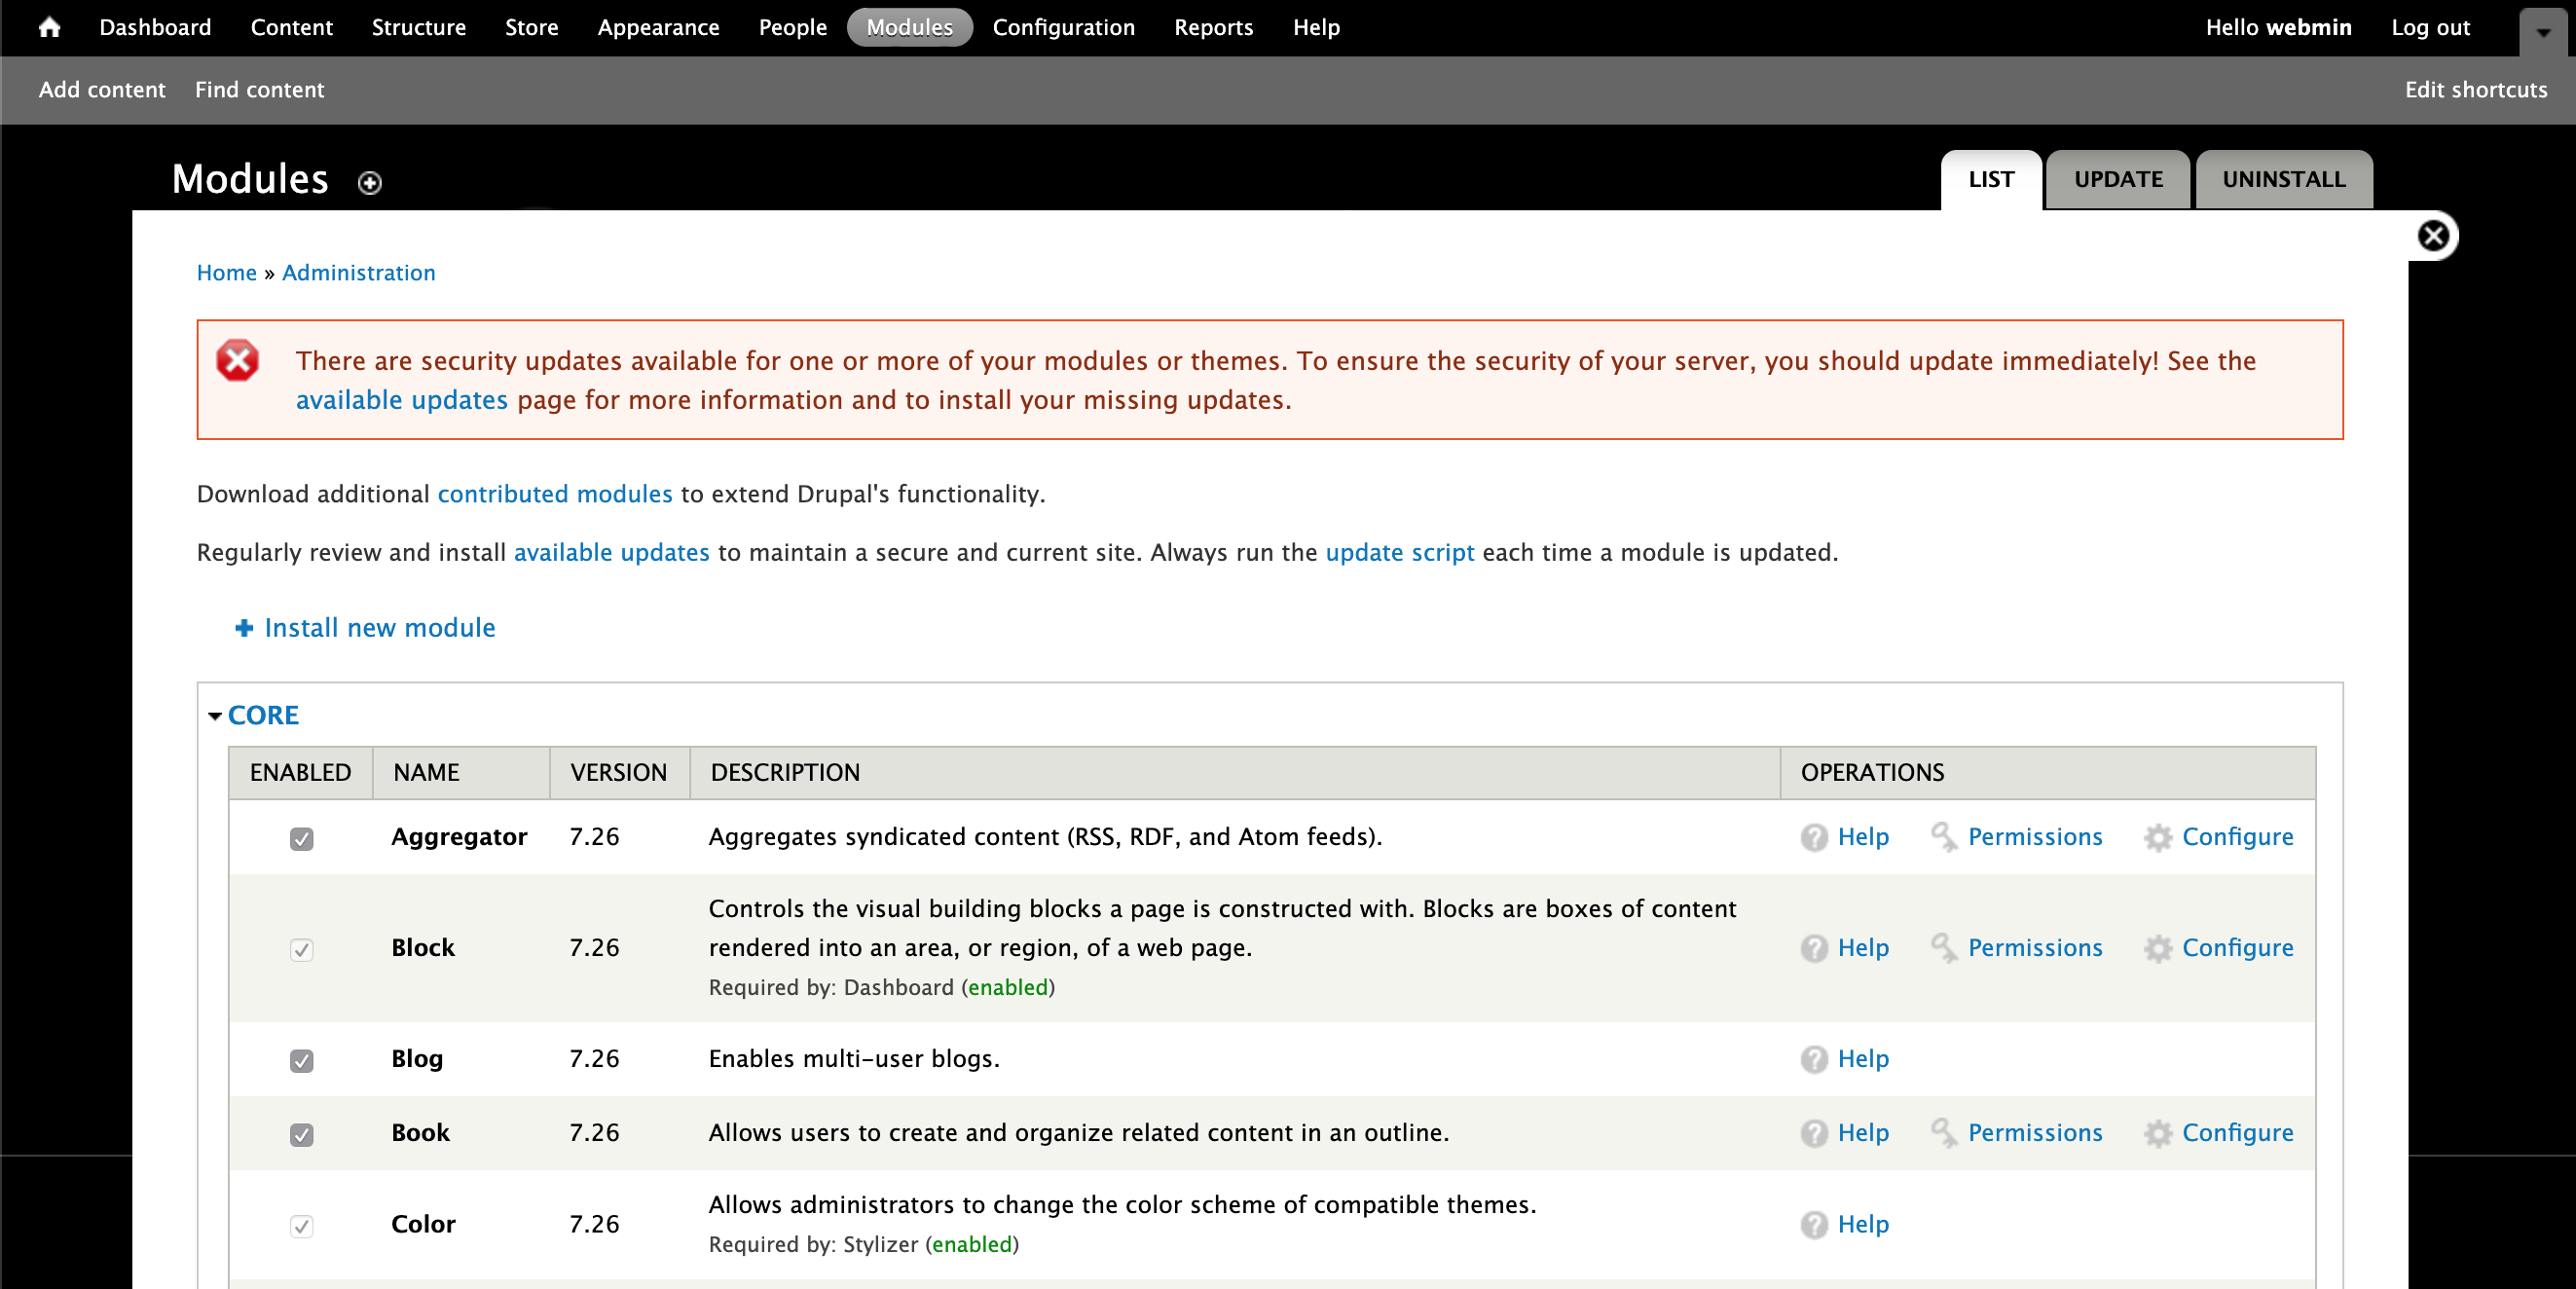 Dashboard Content Structure Store Appearance People Modules Configuration Reports Help Hello webmin Log out
Add content Find content Edit shortcuts
Modules LIST UPDATE UNINSTALL
Home » Administration
There are security updates available for one or more of your modules or themes. To ensure the security of your server, you should update immediately! See the
available updates page for more information and to install your missing updates.
Download additional contributed modules to extend Drupal's functionality.
Regularly review and install available updates to maintain a secure and current site. Always run the update script each time a module is updated.
Install new module
CORE
ENABLED NAME VERSION DESCRIPTION OPERATIONS
Aggregator 7.26 Aggregates syndicated content (RSS, RDF, and Atom feeds). Help Permissions Configure
Controls the visual building blocks a page is constructed with. Blocks are boxes of content
Block 7.26 rendered into an area, or region, of a web page. Help Permissions Configure
Required by: Dashboard (enabled)
Blog 7.26 Enables multi-user blogs. Help
Book 7.26 Allows users to create and organize related content in an outline. Help Permissions Configure
Allows administrators to change the color scheme of compatible themes.
Color 7.26 Help
Required by: Stylizer (enabled)